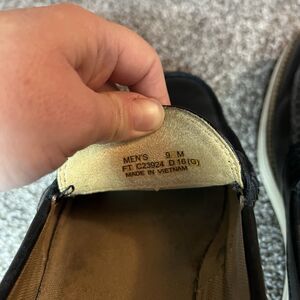 MEN'S 9 M
FT. C23924 D 16 (G)
MADE IN VIETNAM